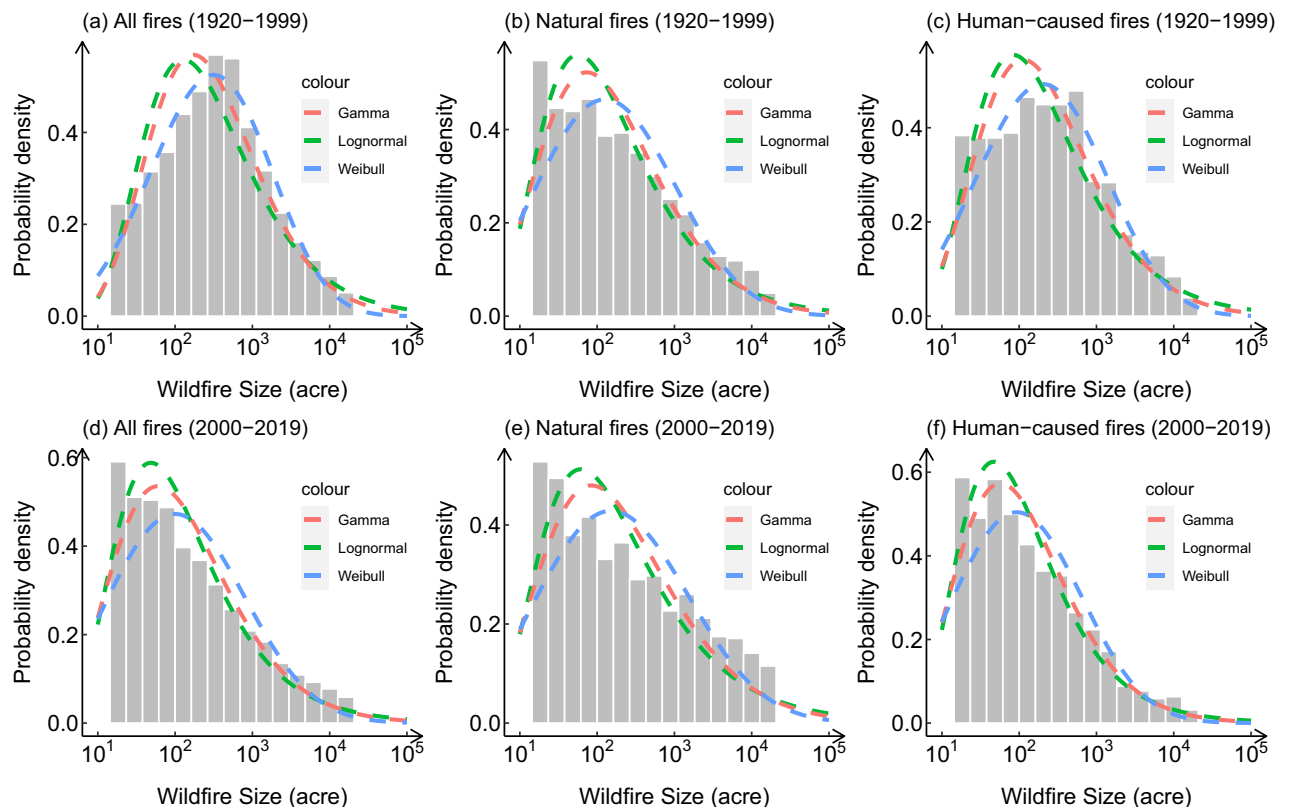 (a) All fires (1920−1999)
Probability density
0.4
0.2
0.0
colour
Gamma
Lognormal
Weibull
10¹ 10² 10³ 10⁴ 10⁵
Wildfire Size (acre)
(b) Natural fires (1920−1999)
Probability density
0.4
0.2
0.0
colour
Gamma
Lognormal
Weibull
10¹ 10² 10³ 10⁴ 10⁵
Wildfire Size (acre)
(c) Human−caused fires (1920−1999)
Probability density
0.4
0.2
0.0
colour
Gamma
Lognormal
Weibull
10¹ 10² 10³ 10⁴ 10⁵
Wildfire Size (acre)
(d) All fires (2000−2019)
Probability density
0.6
0.4
0.2
0.0
colour
Gamma
Lognormal
Weibull
10¹ 10² 10³ 10⁴ 10⁵
Wildfire Size (acre)
(e) Natural fires (2000−2019)
Probability density
0.4
0.2
0.0
colour
Gamma
Lognormal
Weibull
10¹ 10² 10³ 10⁴ 10⁵
Wildfire Size (acre)
(f) Human−caused fires (2000−2019)
Probability density
0.6
0.4
0.2
0.0
colour
Gamma
Lognormal
Weibull
10¹ 10² 10³ 10⁴ 10⁵
Wildfire Size (acre)